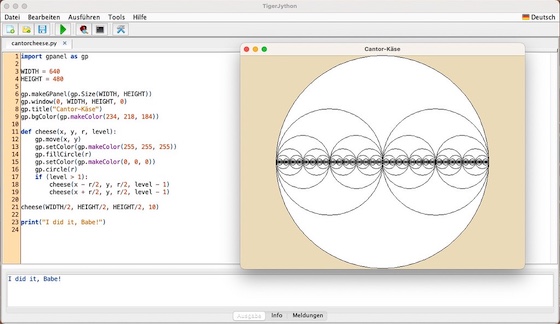 TigerJython
Datei Bearbeiten Ausführen Tools Hilfe
Deutsch
cantorcheese.py
1 import gpanel as gp
2
3 WIDTH = 640
4 HEIGHT = 480
5
6 gp.makeGPanel(gp.Size(WIDTH, HEIGHT))
7 gp.window(0, WIDTH, HEIGHT, 0)
8 gp.title("Cantor-Käse")
9 gp.bgColor(gp.makeColor(234, 218, 184))
10
11 def cheese(x, y, r, level):
12 gp.move(x, y)
13 gp.setColor(gp.makeColor(255, 255, 255))
14 gp.fillCircle(r)
15 gp.setColor(gp.makeColor(0, 0, 0))
16 gp.circle(r)
17 if (level > 1):
18 cheese(x - r/2, y, r/2, level - 1)
19 cheese(x + r/2, y, r/2, level - 1)
20
21 cheese(WIDTH/2, HEIGHT/2, HEIGHT/2, 10)
22
23 print("I did it, Babe!")
24
Cantor-Käse
I did it, Babe!
Ausgabe Info Meldungen